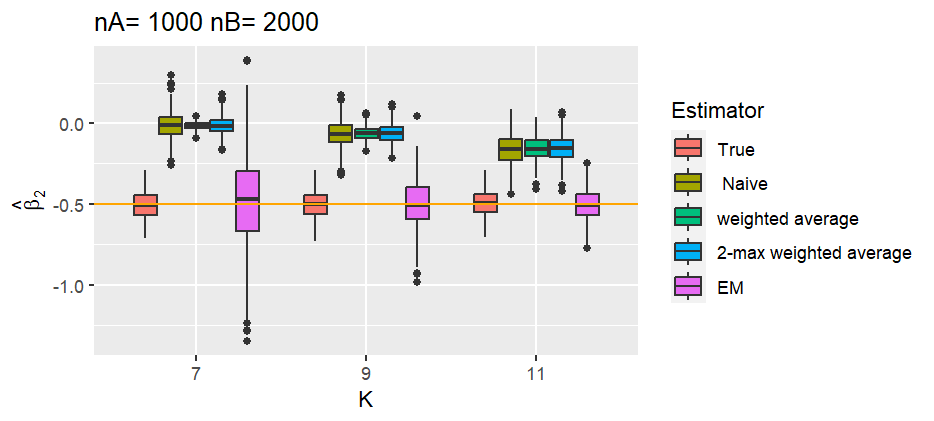 nA= 1000 nB= 2000
0.0
-0.5
-1.0
β̂₂
7
9
11
K
Estimator
True
Naive
weighted average
2-max weighted average
EM